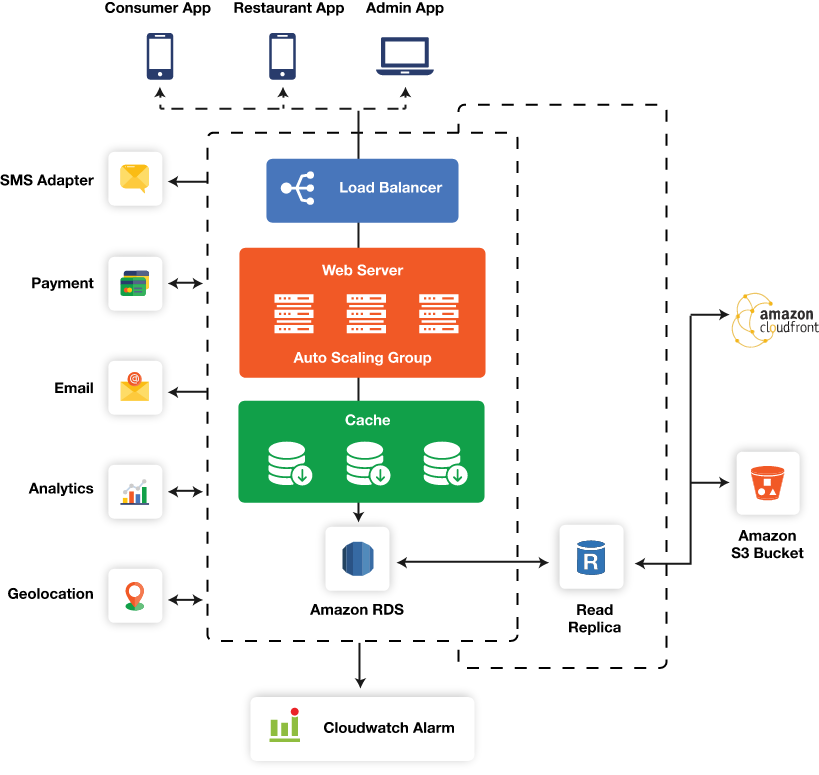 Consumer App
Restaurant App
Admin App
SMS Adapter
Load Balancer
Payment
Web Server
Auto Scaling Group
amazon
cloudfront
Email
@
Cache
Analytics
Amazon
S3 Bucket
R
Geolocation
Amazon RDS
Read
Replica
Cloudwatch Alarm